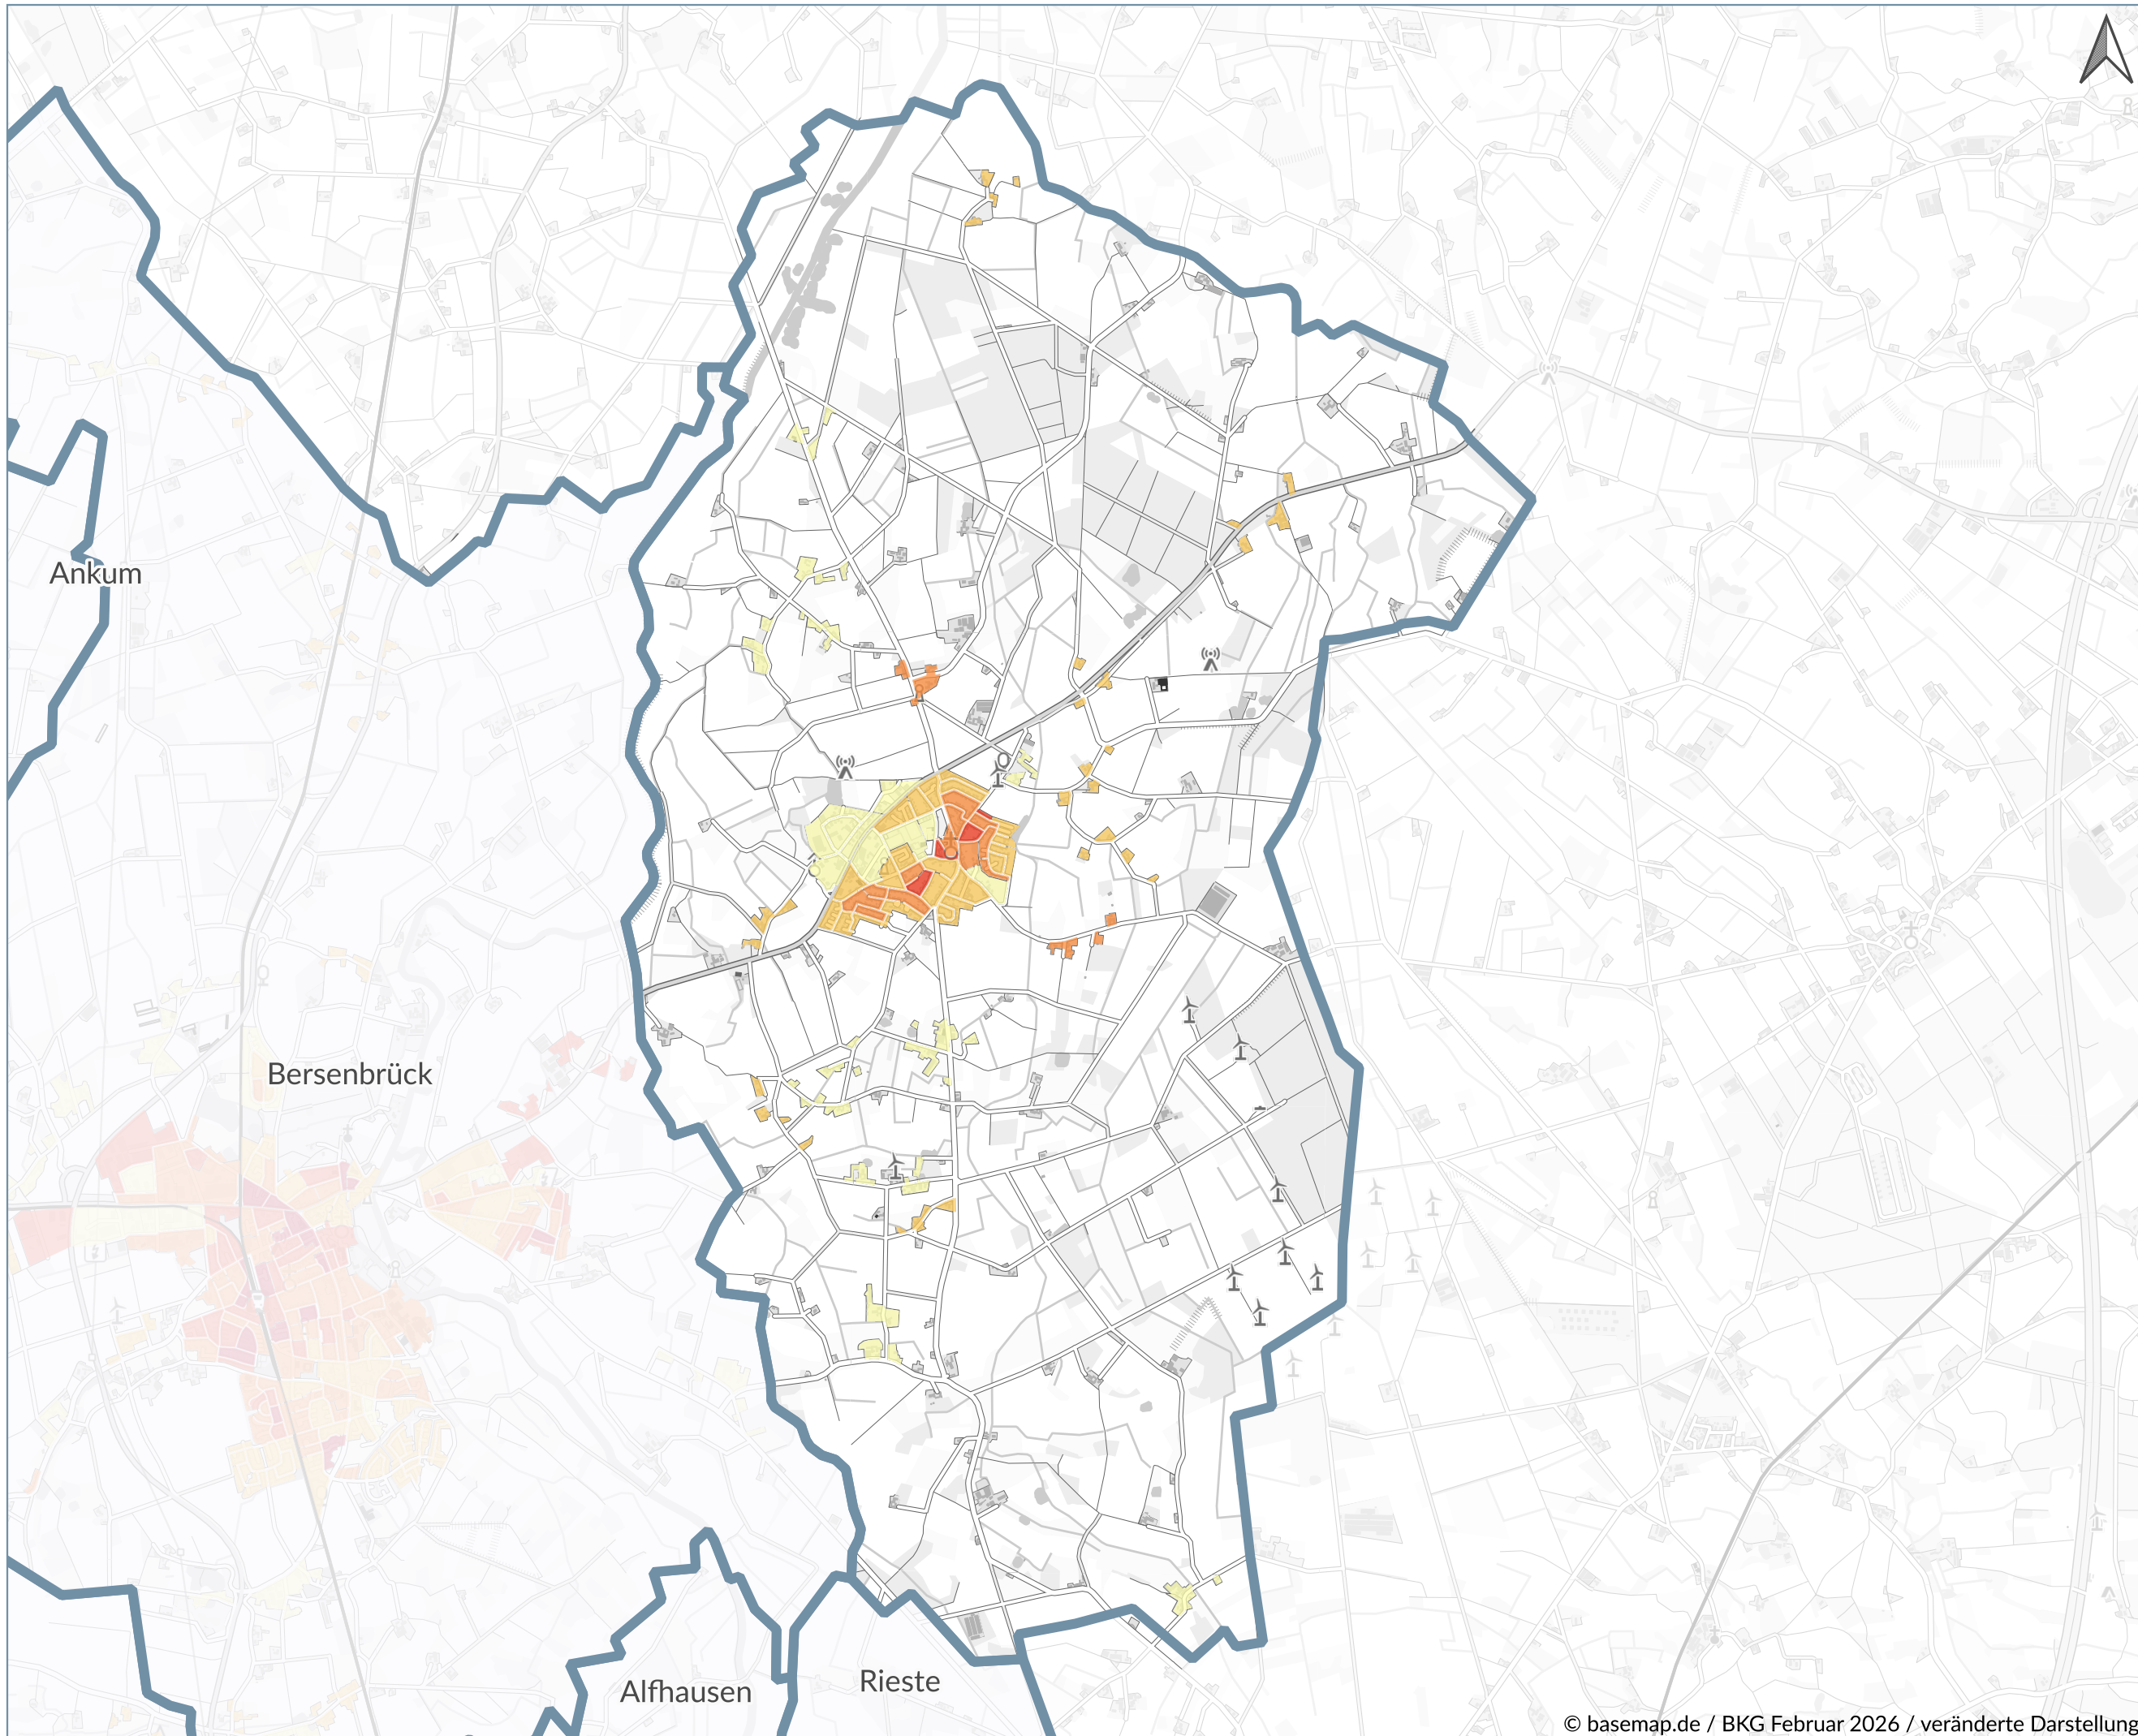 Ankum
Bersenbrück
Rieste
Alfhausen
© basemap.de / BKG Februar 2026 / veränderte Darstellung